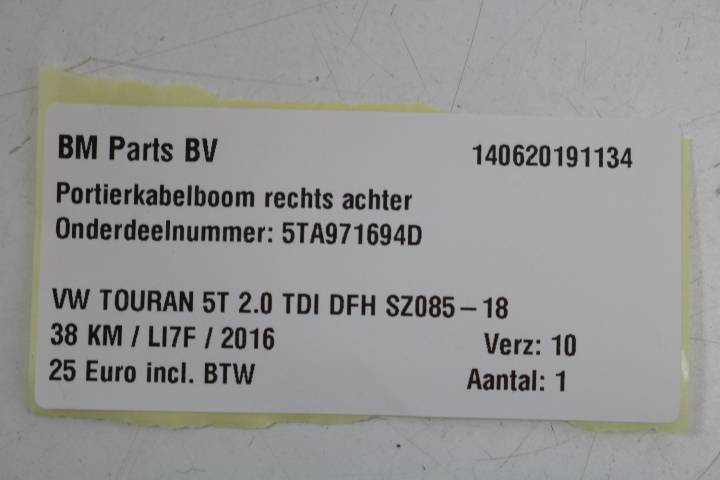 BM Parts BV 140620191134
Portierkabelboom rechts achter
Onderdeelnummer: 5TA971694D
VW TOURAN 5T 2.0 TDI DFH SZ085-18
38 KM / LI7F / 2016 Verz: 10
25 Euro incl. BTW Aantal: 1